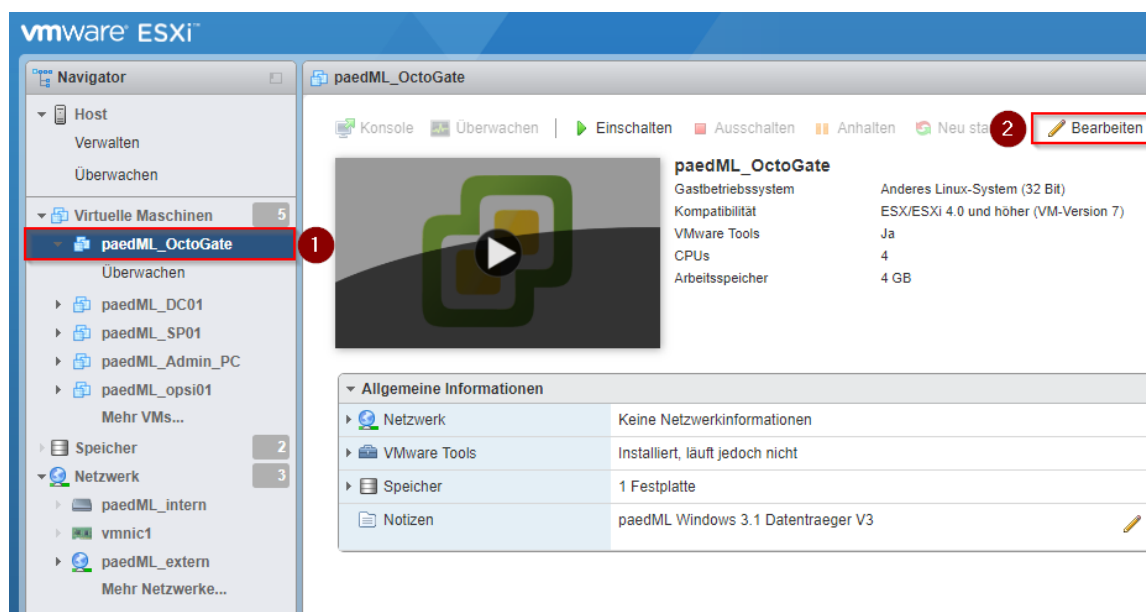 vmware ESXi™
Navigator
Host
Verwalten
Überwachen
Virtuelle Maschinen 5
paedML_OctoGate
Überwachen
paedML_DC01
paedML_SP01
paedML_Admin_PC
paedML_opsi01
Mehr VMs...
Speicher 2
Netzwerk 3
paedML_intern
vmnic1
paedML_extern
Mehr Netzwerke...
1
paedML_OctoGate
Konsole Überwachen Einschalten Ausschalten Anhalten Neu sta 2 Bearbeiten
paedML_OctoGate
Gastbetriebssystem Anderes Linux-System (32 Bit)
Kompatibilität ESX/ESXi 4.0 und höher (VM-Version 7)
VMware Tools Ja
CPUs 4
Arbeitsspeicher 4 GB
Allgemeine Informationen
Netzwerk Keine Netzwerkinformationen
VMware Tools Installiert, läuft jedoch nicht
Speicher 1 Festplatte
Notizen paedML Windows 3.1 Datentraeger V3